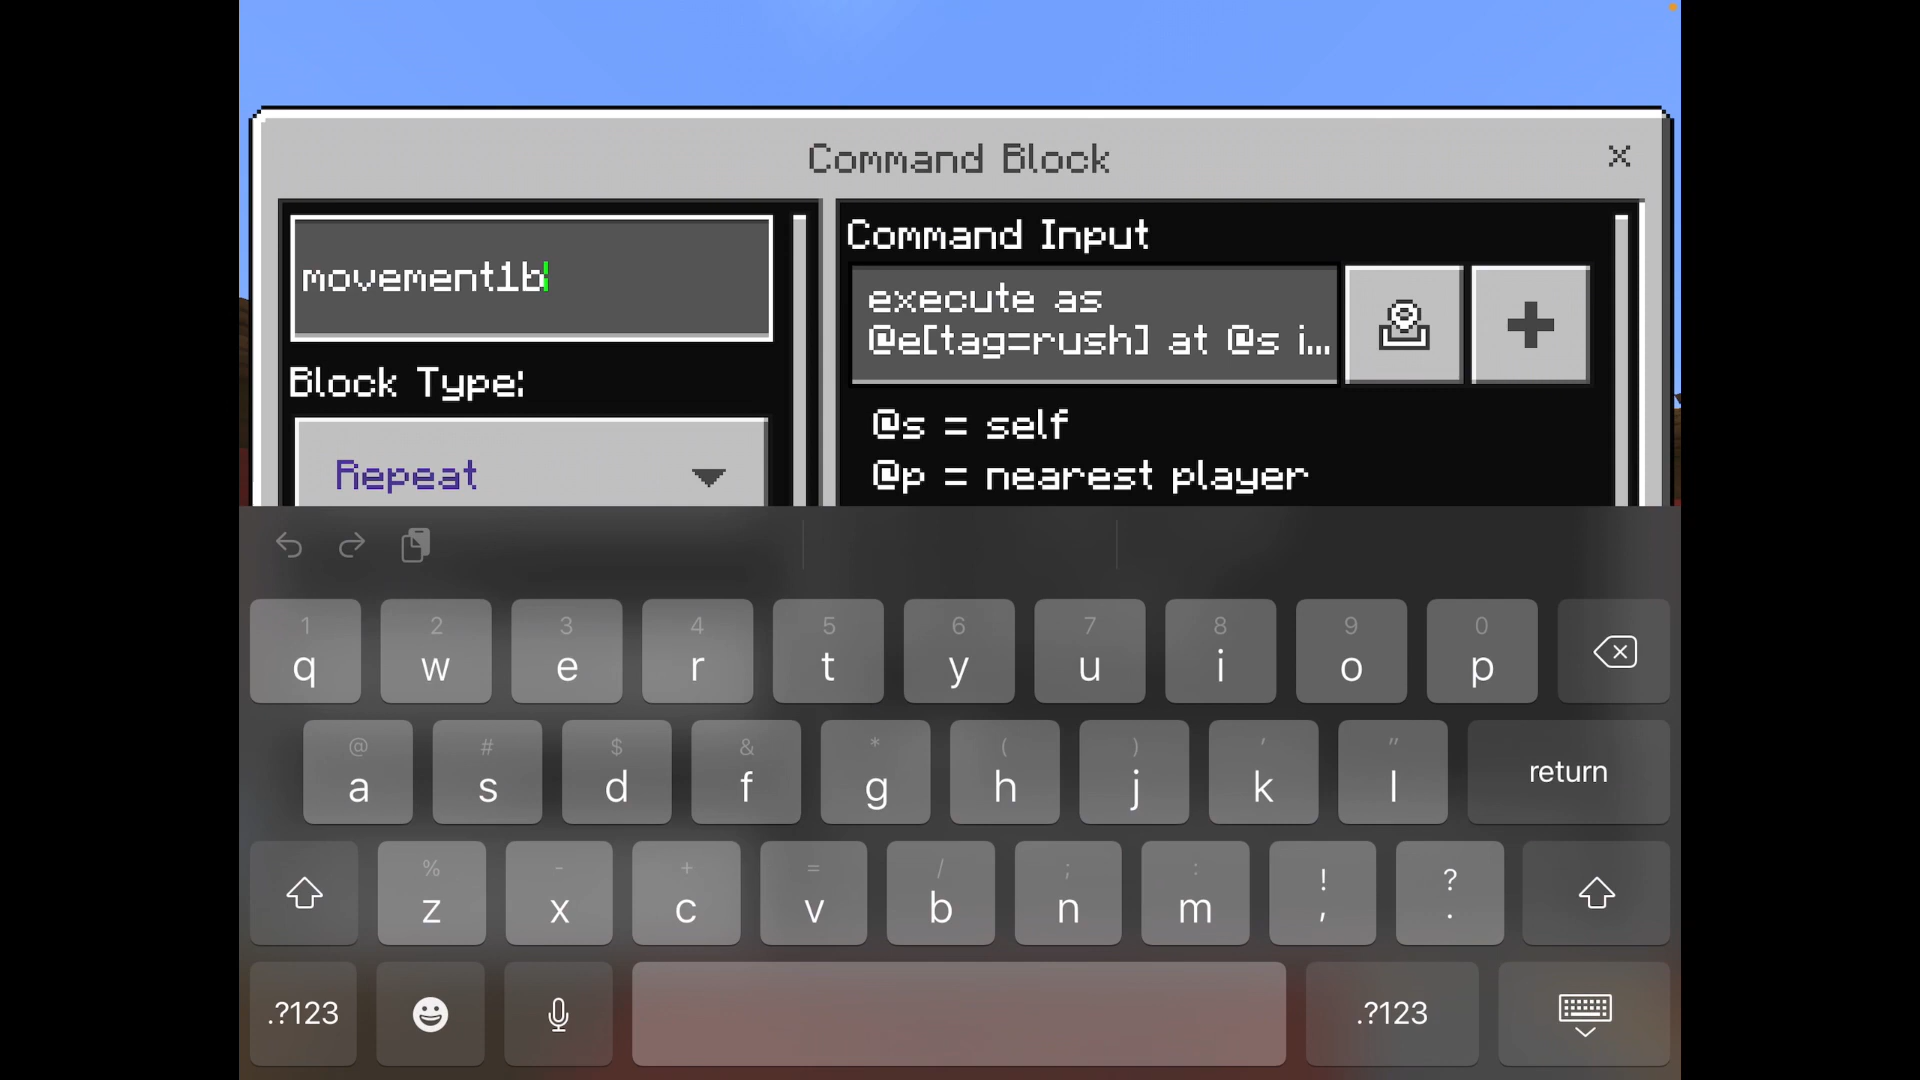 Command Block
movement1b
Block Type:
Repeat
Command Input
execute as
@e[tag=rush] at @s i...
@s = self
@p = nearest player
1 2 3 4 5 6 7 8 9 0
q w e r t y u i o p
@ # $ & * ( ) ' "
a s d f g h j k l return
% - + = / ; : ! ?
z x c v b n m , .
.?123 .?123